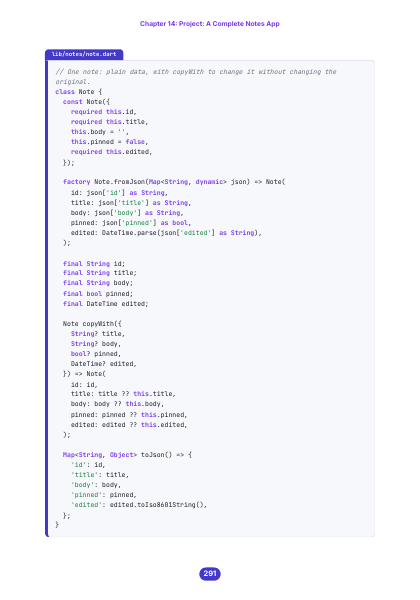 Chapter 14: Project: A Complete Notes App
lib/notes/note.dart
// One note: plain data, with copyWith to change it without changing the
original.
class Note {
  const Note({
    required this.id,
    required this.title,
    this.body = '',
    this.pinned = false,
    required this.edited,
  });

  factory Note.fromJson(Map<String, dynamic> json) => Note(
    id: json['id'] as String,
    title: json['title'] as String,
    body: json['body'] as String,
    pinned: json['pinned'] as bool,
    edited: DateTime.parse(json['edited'] as String),
  );

  final String id;
  final String title;
  final String body;
  final bool pinned;
  final DateTime edited;

  Note copyWith({
    String? title,
    String? body,
    bool? pinned,
    DateTime? edited,
  }) => Note(
    id: id,
    title: title ?? this.title,
    body: body ?? this.body,
    pinned: pinned ?? this.pinned,
    edited: edited ?? this.edited,
  );

  Map<String, Object> toJson() => {
    'id': id,
    'title': title,
    'body': body,
    'pinned': pinned,
    'edited': edited.toIso8601String(),
  };
}
291